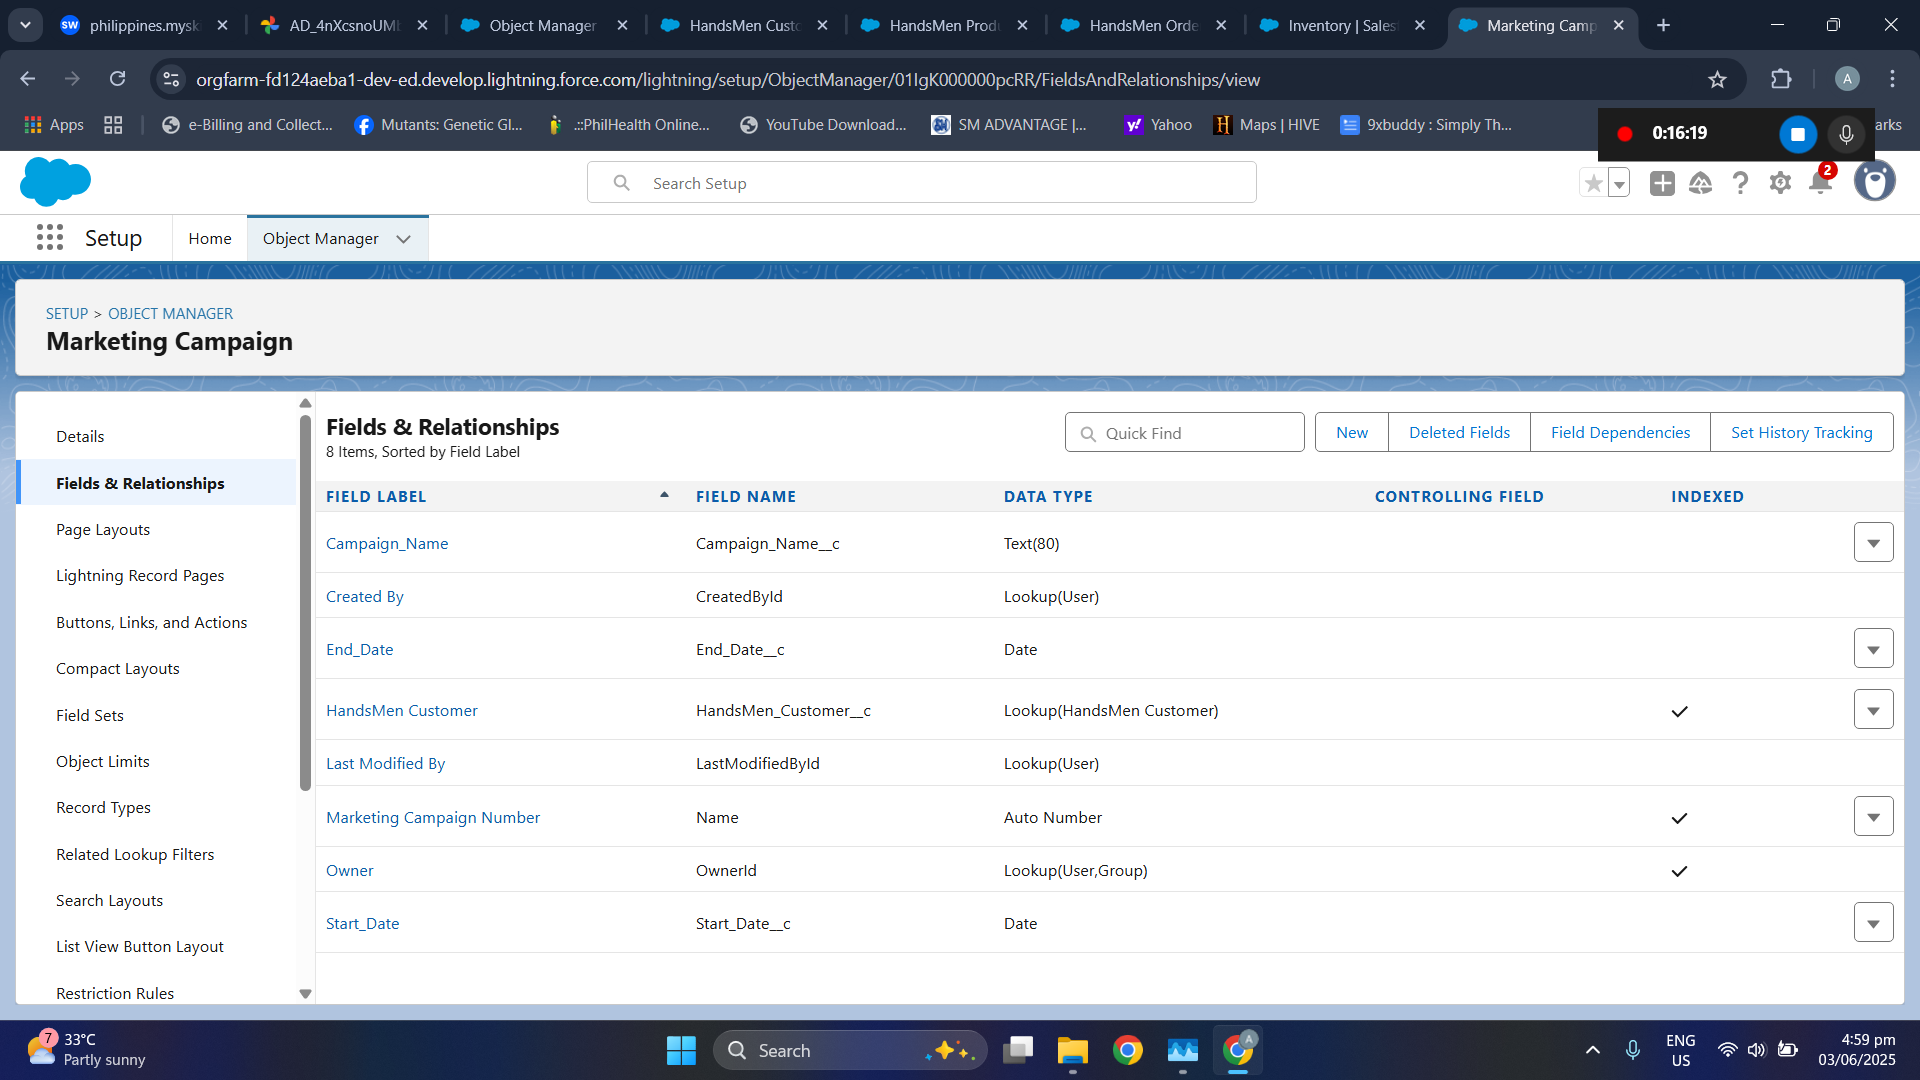 philippines.mysk
AD_4nXcsnoUM
Object Manager
HandsMen Custo
HandsMen Produ
HandsMen Orde
Inventory | Sales
Marketing Camp
orgfarm-fd124aeba1-dev-ed.develop.lightning.force.com/lightning/setup/ObjectManager/01IgK000000pcRR/FieldsAndRelationships/view
A
Apps
e-Billing and Collect...
Mutants: Genetic Gl...
.::PhilHealth Online...
YouTube Download...
SM ADVANTAGE |...
Yahoo
Maps | HIVE
9xbuddy : Simply Th...
arks
0:16:19
Search Setup
2
Setup
Home
Object Manager
SETUP > OBJECT MANAGER
Marketing Campaign
Details
Fields & Relationships
Page Layouts
Lightning Record Pages
Buttons, Links, and Actions
Compact Layouts
Field Sets
Object Limits
Record Types
Related Lookup Filters
Search Layouts
List View Button Layout
Restriction Rules
Fields & Relationships
8 Items, Sorted by Field Label
Quick Find
New
Deleted Fields
Field Dependencies
Set History Tracking
FIELD LABEL FIELD NAME DATA TYPE CONTROLLING FIELD INDEXED
Campaign_Name Campaign_Name__c Text(80)
Created By CreatedById Lookup(User)
End_Date End_Date__c Date
HandsMen Customer HandsMen_Customer__c Lookup(HandsMen Customer)
Last Modified By LastModifiedById Lookup(User)
Marketing Campaign Number Name Auto Number
Owner OwnerId Lookup(User,Group)
Start_Date Start_Date__c Date
7
33°C
Partly sunny
Search
A
ENG
US
4:59 pm
03/06/2025